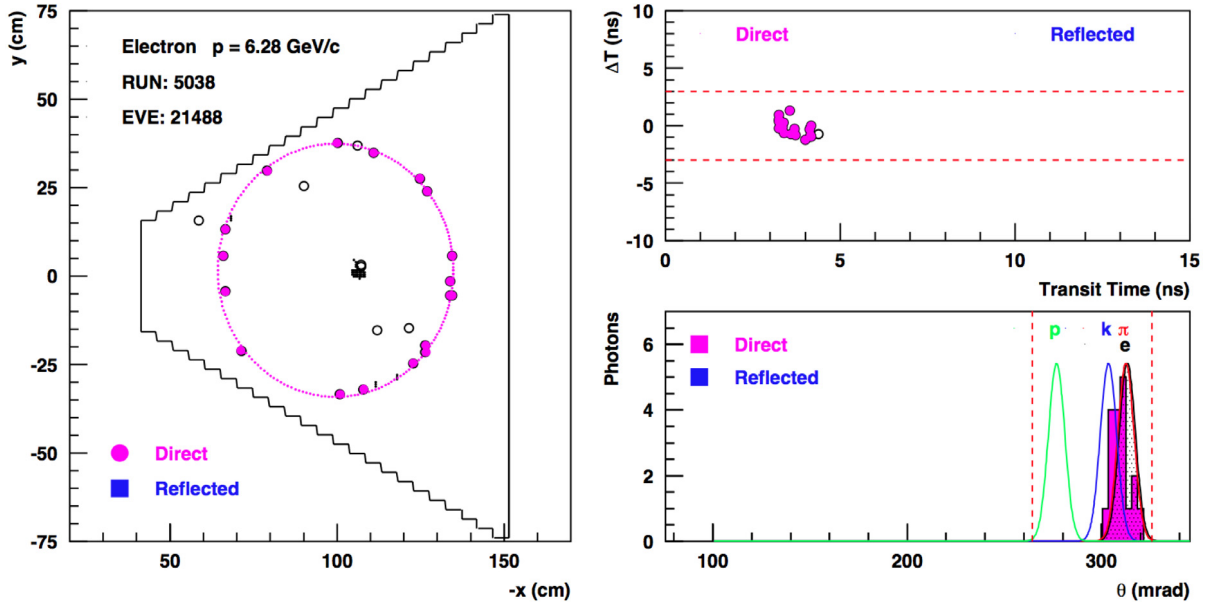 y (cm)
75
50
25
0
-25
-50
-75
Electron p = 6.28 GeV/c
RUN: 5038
EVE: 21488
Direct
Reflected
50
100
150
-x (cm)
ΔT (ns)
10
5
0
-5
-10
Direct
Reflected
0
5
10
15
Transit Time (ns)
Photons
6
4
2
0
Direct
Reflected
p
k π
e
100
200
300
θ (mrad)